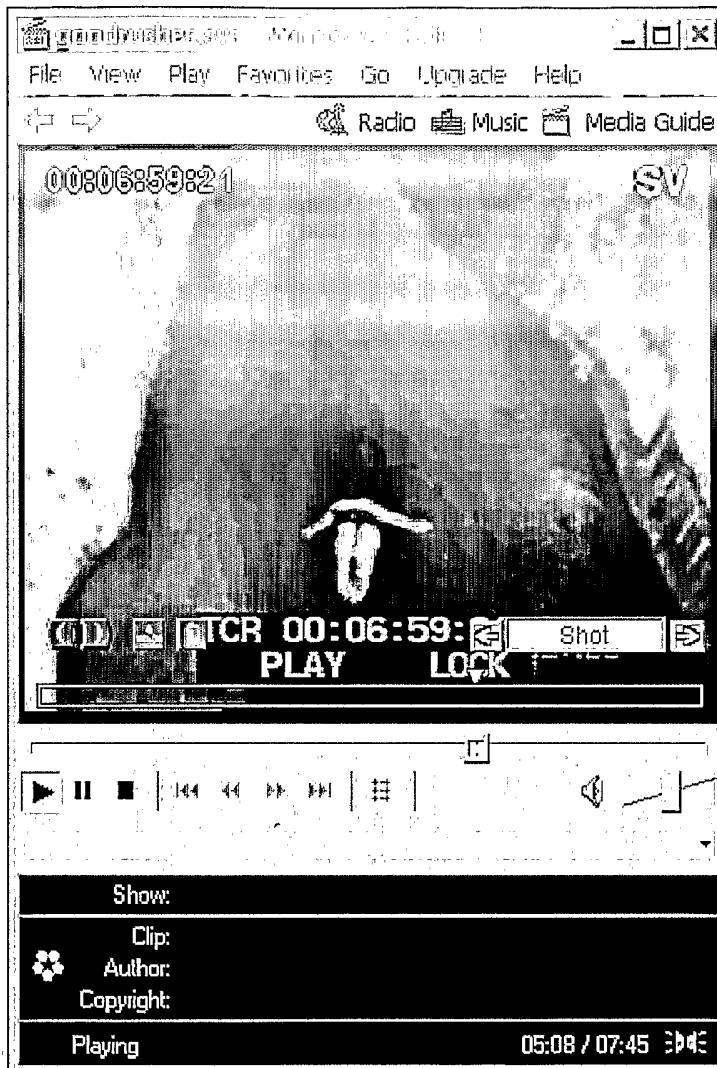 File View Play Favorites Go Upgrade Help
Radio Music Media Guide
00:06:59:21 SV
TCR 00:06:59:
Shot
PLAY LOCK
Show:
Clip:
Author:
Copyright:
Playing 05:08 / 07:45